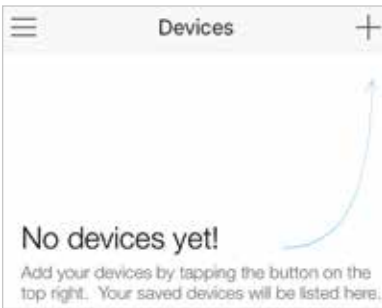 Devices
No devices yet!
Add your devices by tapping the button on the
top right. Your saved devices will be listed here.